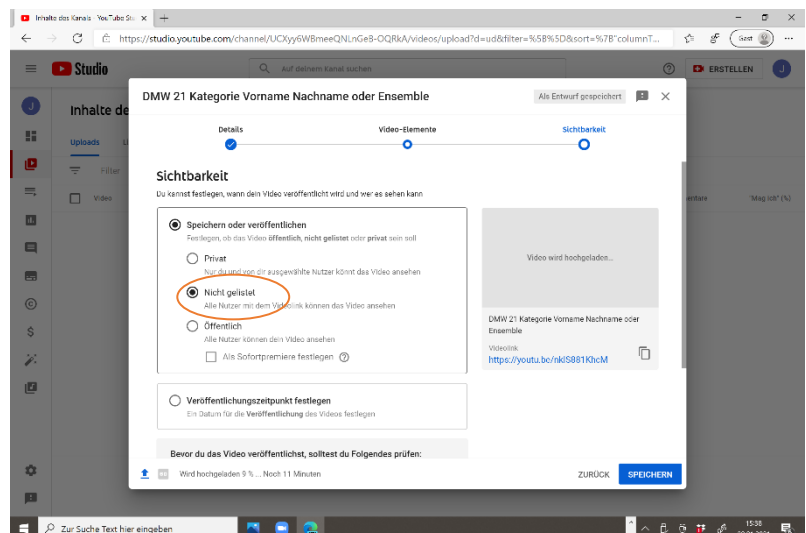 Inhalte des Kanals - YouTube Stu
https://studio.youtube.com/channel/UCXyy6WBmeeQNLnGeB-OQRkA/videos/upload?d=ud&filter=%5B%5D&sort=%7B"columnT...
Gast
Studio
Auf deinem Kanal suchen
ERSTELLEN
J
J
Inhalte de
Uploads
Filter
Video
"Mag ich" (%)
DMW 21 Kategorie Vorname Nachname oder Ensemble
Als Entwurf gespeichert
Details
Video-Elemente
Sichtbarkeit
Sichtbarkeit
Du kannst festlegen, wann dein Video veröffentlicht wird und wer es sehen kann
Speichern oder veröffentlichen
Festlegen, ob das Video öffentlich, nicht gelistet oder privat sein soll
Privat
Nur du und von dir ausgewählte Nutzer könnt das Video ansehen
Nicht gelistet
Alle Nutzer mit dem Videolink können das Video ansehen
Öffentlich
Alle Nutzer können dein Video ansehen
Als Sofortpremiere festlegen
Veröffentlichungszeitpunkt festlegen
Ein Datum für die Veröffentlichung des Videos festlegen
Bevor du das Video veröffentlichst, solltest du Folgendes prüfen:
Video wird hochgeladen...
DMW 21 Kategorie Vorname Nachname oder
Ensemble
Videolink
https://youtu.be/nkIS881KhcM
Wird hochgeladen 9 % ... Noch 11 Minuten
ZURÜCK
SPEICHERN
Zur Suche Text hier eingeben
15:38